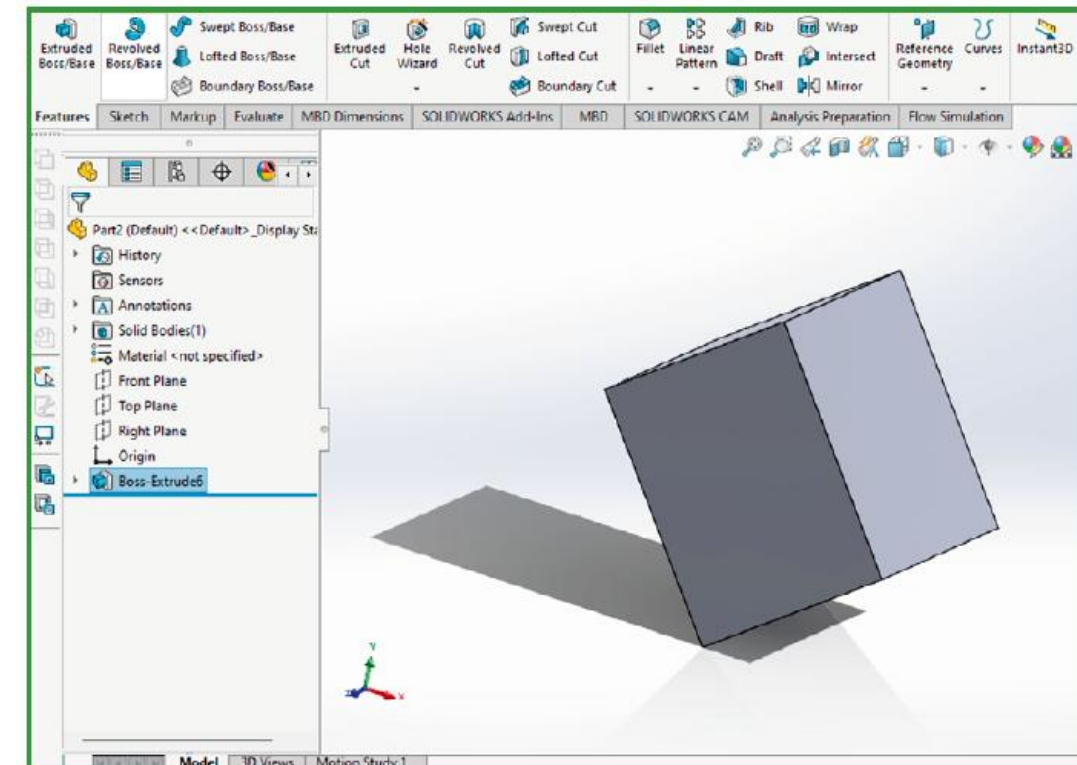 Extruded Boss/Base
Revolved Boss/Base
Swept Boss/Base
Lofted Boss/Base
Boundary Boss/Base
Extruded Cut
Hole Wizard
Revolved Cut
Swept Cut
Lofted Cut
Boundary Cut
Fillet
Linear Pattern
Rib
Draft
Shell
Wrap
Intersect
Mirror
Reference Geometry
Curves
Instant3D
Features
Sketch
Markup
Evaluate
MBD Dimensions
SOLIDWORKS Add-Ins
MBD
SOLIDWORKS CAM
Analysis Preparation
Flow Simulation
Part2 (Default) <<Default>_Display Sta
History
Sensors
Annotations
Solid Bodies(1)
Material <not specified>
Front Plane
Top Plane
Right Plane
Origin
Boss-Extrude6
Y
X
Model
3D Views
Motion Study 1